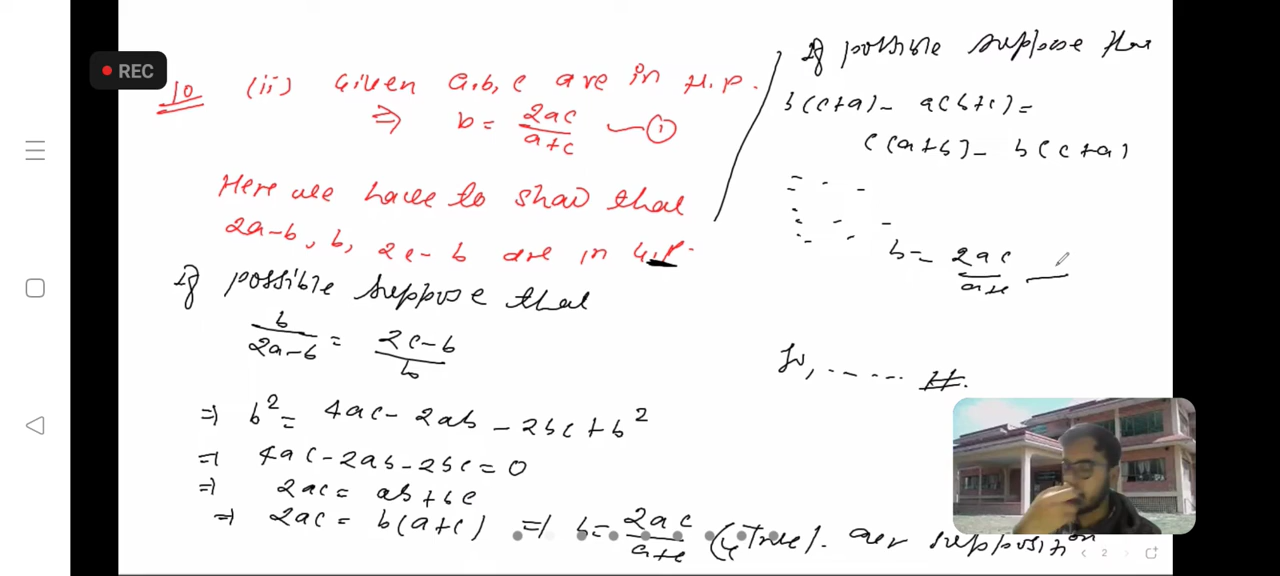 REC
10 (ii) Given a,b, c are in H.P.
⇒ b = 2ac/a+c —①
Here we have to show that
2a-b, b, 2c-b are in G.P.
If possible suppose that
b/2a-b = 2c-b/b
⇒ b² = 4ac - 2ab - 2bc + b²
⇒ 4ac-2ab-2bc = 0
⇒ 2ac = ab+bc
⇒ 2ac = b(a+c) ⇒ b = 2ac/a+c (True). our supposition
If possible suppose that
b(c+a) - a(b+c) =
c(a+b) - b(c+a)
b = 2ac/a+c
So, ------- #.
2